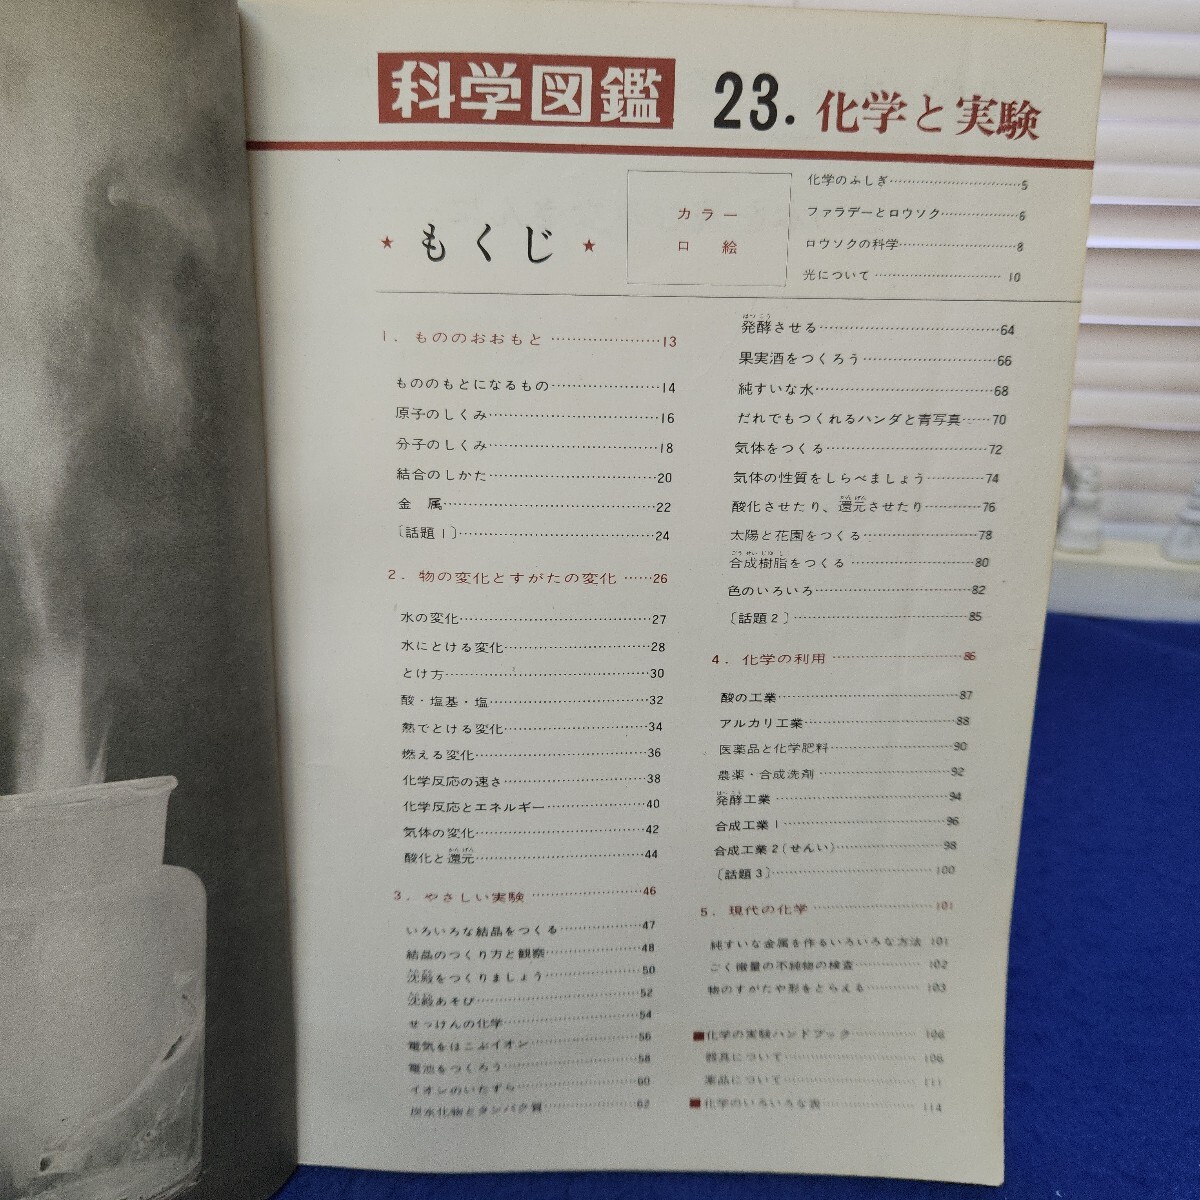 科学図鑑 23. 化学と実験
★ もくじ ★
カラー
口絵
化学のふしぎ……5
ファラデーとロウソク……6
ロウソクの科学……8
光について……10
1. もののおおもと……13
もののもとになるもの……14
原子のしくみ……16
分子のしくみ……18
結合のしかた……20
金属……22
〔話題1〕……24
2. 物の変化とすがたの変化……26
水の変化……27
水にとける変化……28
とけ方……30
酸・塩基・塩……32
熱でとける変化……34
燃える変化……36
化学反応の速さ……38
化学反応とエネルギー……40
気体の変化……42
酸化と還元……44
3. やさしい実験……46
いろいろな結晶をつくる……47
結晶のつくり方と観察……48
沈殿をつくりましょう……50
沈殿あそび……52
せっけんの化学……54
電気をはこぶイオン……56
電池をつくろう……58
イオンのいたずら……60
炭水化物とタンパク質……62
発酵させる……64
果実酒をつくろう……66
純すいな水……68
だれでもつくれるハンダと青写真……70
気体をつくる……72
気体の性質をしらべましょう……74
酸化させたり、還元させたり……76
太陽と花園をつくる……78
合成樹脂をつくる……80
色のいろいろ……82
〔話題2〕……85
4. 化学の利用……86
酸の工業……87
アルカリ工業……88
医薬品と化学肥料……90
農薬・合成洗剤……92
発酵工業……94
合成工業1……96
合成工業2(せんい)……98
〔話題3〕……100
5. 現代の化学……101
純すいな金属を作るいろいろな方法 101
ごく微量の不純物の検査……102
物のすがたや形をとらえる……103
■化学の実験ハンドブック……106
器具について……106
薬品について……111
■化学のいろいろな表……114